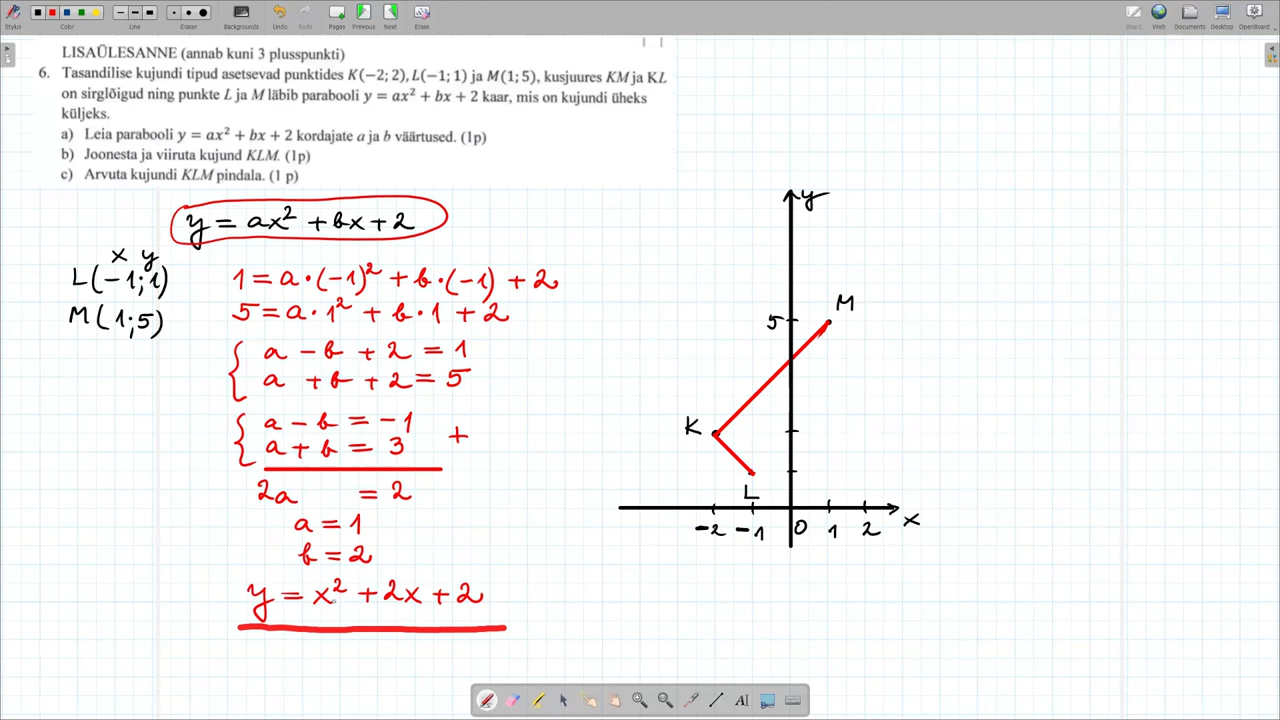 Stylus Color Line Eraser Backgrounds Undo Redo Pages Previous Next Erase Board Web Documents Desktop OpenBoard
LISAÜLESANNE (annab kuni 3 plusspunkti)
6. Tasandilise kujundi tipud asetsevad punktides K(−2; 2), L(−1; 1) ja M(1; 5), kusjuures KM ja KL
on sirglõigud ning punkte L ja M läbib parabooli y = ax² + bx + 2 kaar, mis on kujundi üheks
küljeks.
a) Leia parabooli y = ax² + bx + 2 kordajate a ja b väärtused. (1p)
b) Joonesta ja viiruta kujund KLM. (1p)
c) Arvuta kujundi KLM pindala. (1 p)
y = ax² + bx + 2
x y
L(−1;1)
M(1;5)
1 = a·(−1)² + b·(−1) + 2
5 = a·1² + b·1 + 2
a − b + 2 = 1
a + b + 2 = 5
a − b = −1
a + b = 3
+
2a = 2
a = 1
b = 2
y = x² + 2x + 2
y
M
5
K
L
-2 -1 0 1 2 x